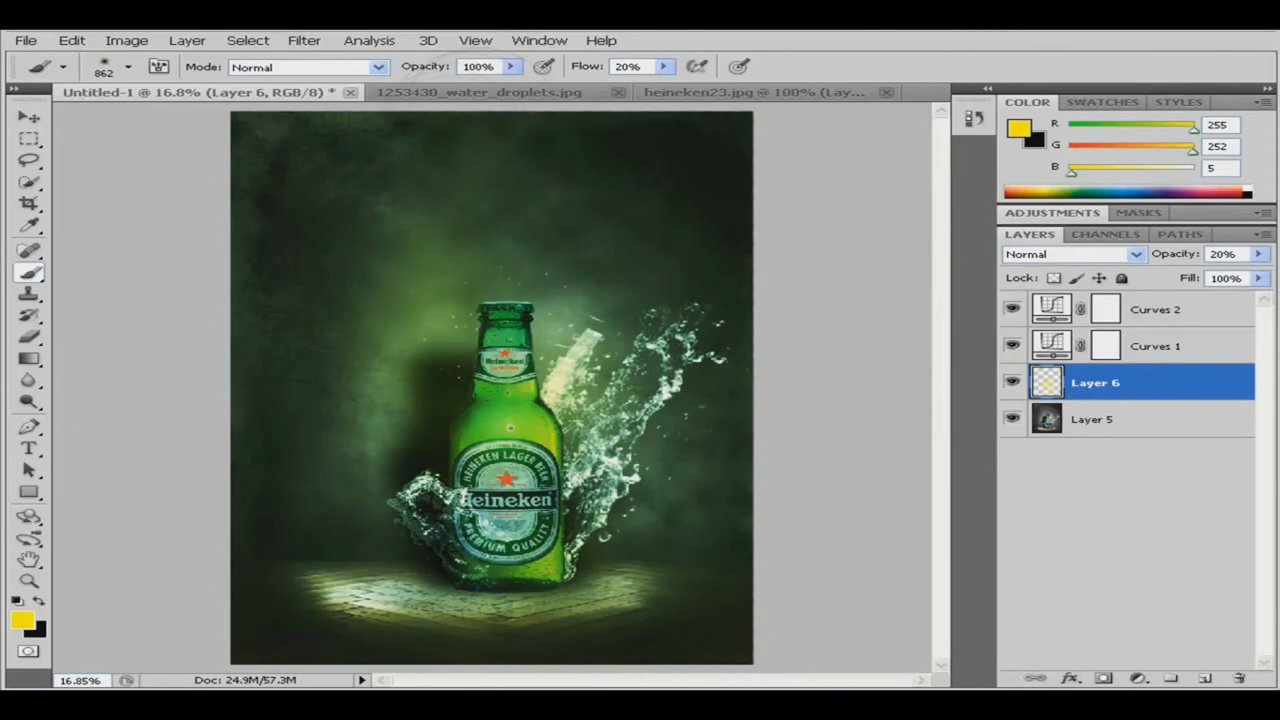 File Edit Image Layer Select Filter Analysis 3D View Window Help
862 Mode: Normal Opacity: 100% Flow: 20%
Untitled-1 @ 16.8% (Layer 6, RGB/8) * 1253430_water_droplets.jpg heineken23.jpg @ 100% (Lay...
COLOR SWATCHES STYLES
R 255
G 252
B 5
ADJUSTMENTS MASKS
LAYERS CHANNELS PATHS
Normal Opacity: 20%
Lock: Fill: 100%
Curves 2
Curves 1
Layer 6
Layer 5
Heineken
HEINEKEN LAGER BEER
Heineken
PREMIUM QUALITY
16.85% Doc: 24.9M/57.3M